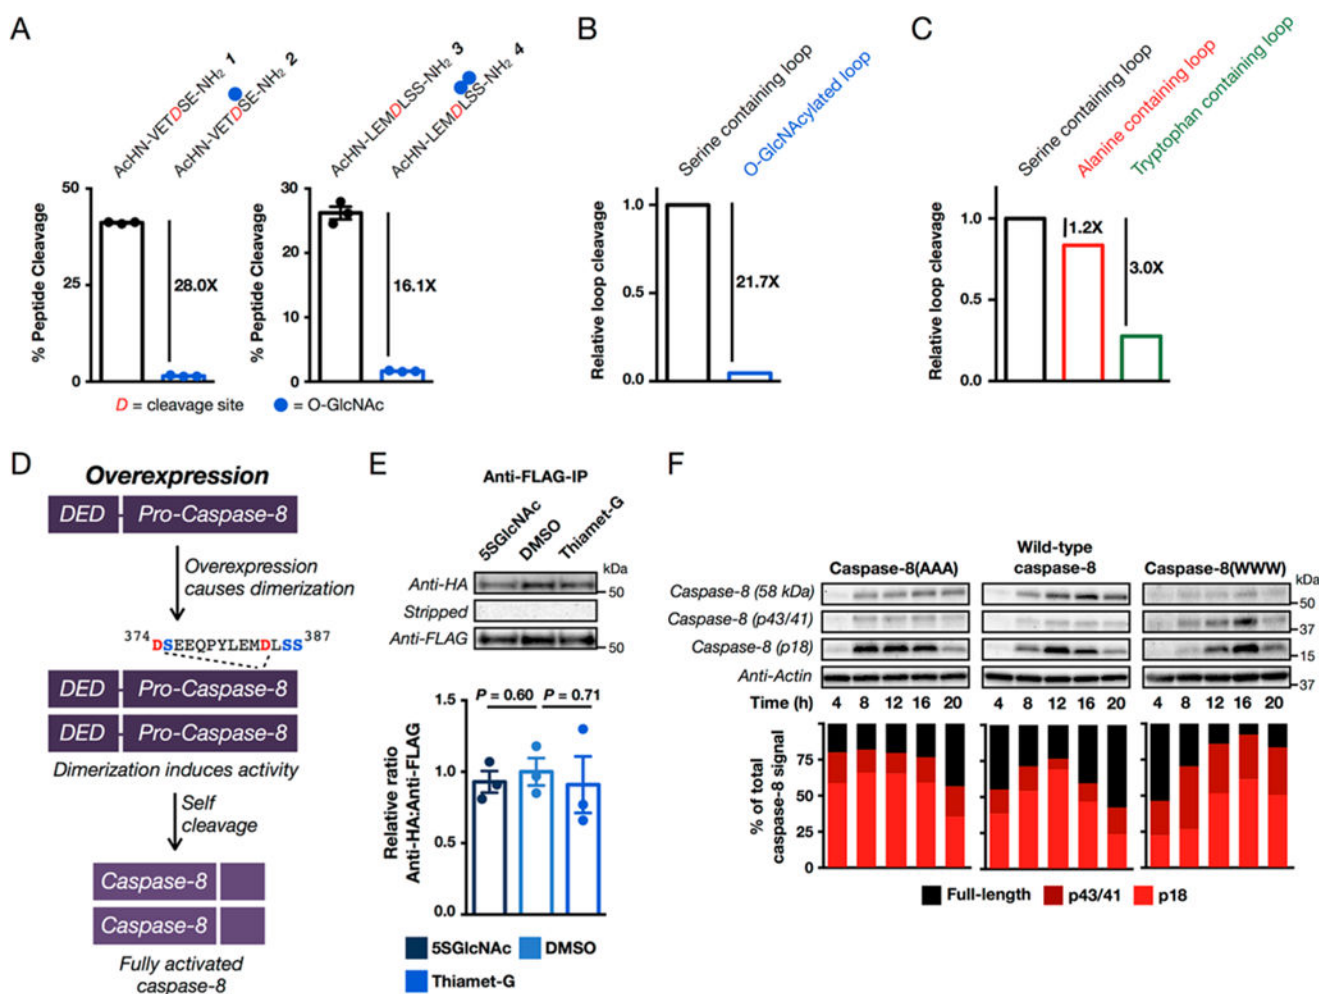 A
AcHN-VETDSE-NH₂ 1
AcHN-VETDSE-NH₂ 2
% Peptide Cleavage
50
25
0
28.0X
AcHN-LEMDLSS-NH₂ 3
AcHN-LEMDLSS-NH₂ 4
% Peptide Cleavage
30
20
10
0
16.1X
D = cleavage site
= O-GlcNAc
B
Serine containing loop
O-GlcNAcylated loop
Relative loop cleavage
1.0
0.5
0.0
21.7X
C
Serine containing loop
Alanine containing loop
Tryptophan containing loop
Relative loop cleavage
1.0
0.5
0.0
1.2X
3.0X
D
Overexpression
DED
Pro-Caspase-8
Overexpression
causes dimerization
374 DSEEQPYLEMDLSS 387
DED
Pro-Caspase-8
DED
Pro-Caspase-8
Dimerization induces activity
Self
cleavage
Caspase-8
Caspase-8
Fully activated
caspase-8
E
Anti-FLAG-IP
5SGlcNAc
DMSO
Thiamet-G
kDa
Anti-HA
50
Stripped
Anti-FLAG
50
Relative ratio
Anti-HA:Anti-FLAG
1.5
1.0
0.5
0.0
P = 0.60
P = 0.71
5SGlcNAc
DMSO
Thiamet-G
F
Caspase-8(AAA)
Wild-type
caspase-8
Caspase-8(WWW)
kDa
Caspase-8 (58 kDa)
50
Caspase-8 (p43/41)
37
Caspase-8 (p18)
15
Anti-Actin
37
Time (h)
4 8 12 16 20
4 8 12 16 20
4 8 12 16 20
% of total
caspase-8 signal
75
50
25
0
Full-length
p43/41
p18